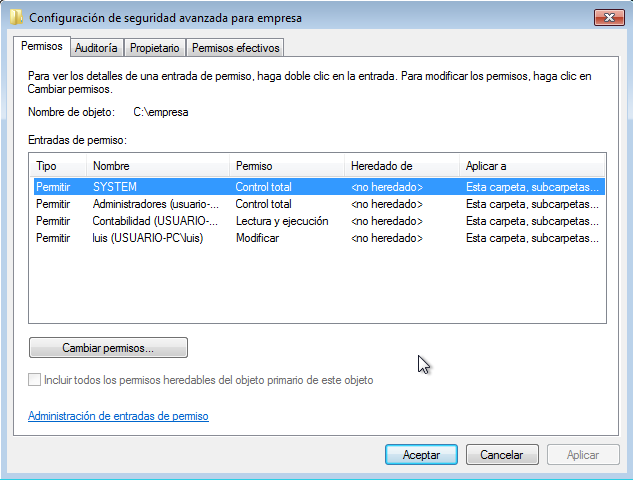 Configuración de seguridad avanzada para empresa
Permisos Auditoría Propietario Permisos efectivos
Para ver los detalles de una entrada de permiso, haga doble clic en la entrada. Para modificar los permisos, haga clic en
Cambiar permisos.
Nombre de objeto: C:\empresa
Entradas de permiso:
Tipo Nombre Permiso Heredado de Aplicar a
Permitir SYSTEM Control total <no heredado> Esta carpeta, subcarpetas...
Permitir Administradores (usuario-... Control total <no heredado> Esta carpeta, subcarpetas...
Permitir Contabilidad (USUARIO-... Lectura y ejecución <no heredado> Esta carpeta, subcarpetas...
Permitir luis (USUARIO-PC\luis) Modificar <no heredado> Esta carpeta, subcarpetas...
Cambiar permisos...
Incluir todos los permisos heredables del objeto primario de este objeto
Administración de entradas de permiso
Aceptar Cancelar Aplicar